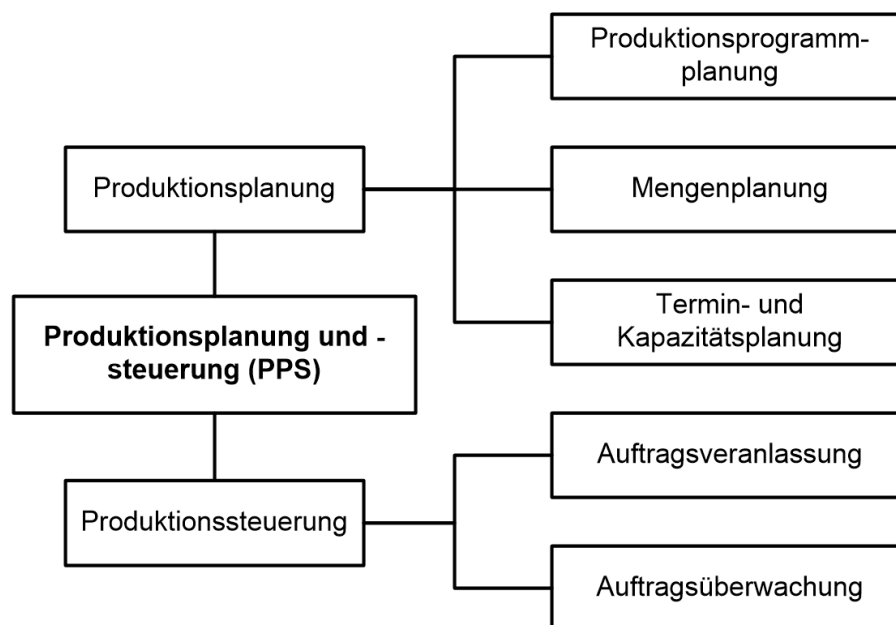 Produktionsprogramm-
planung
Produktionsplanung
Mengenplanung
Termin- und
Kapazitätsplanung
Produktionsplanung und -
steuerung (PPS)
Auftragsveranlassung
Produktionssteuerung
Auftragsüberwachung